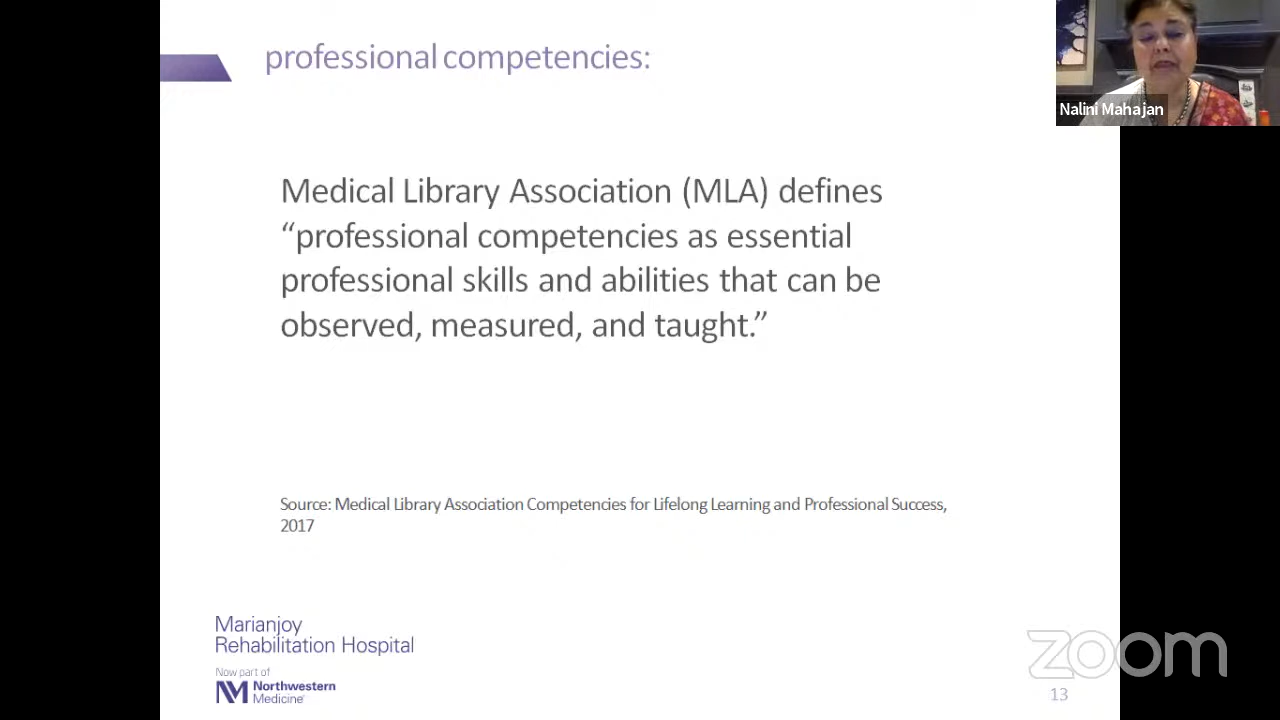 professional competencies:
Nalini Mahajan
Medical Library Association (MLA) defines
“professional competencies as essential
professional skills and abilities that can be
observed, measured, and taught.”
Source: Medical Library Association Competencies for Lifelong Learning and Professional Success,
2017
Marianjoy
Rehabilitation Hospital
Now part of
NM Northwestern
Medicine
zoom
13